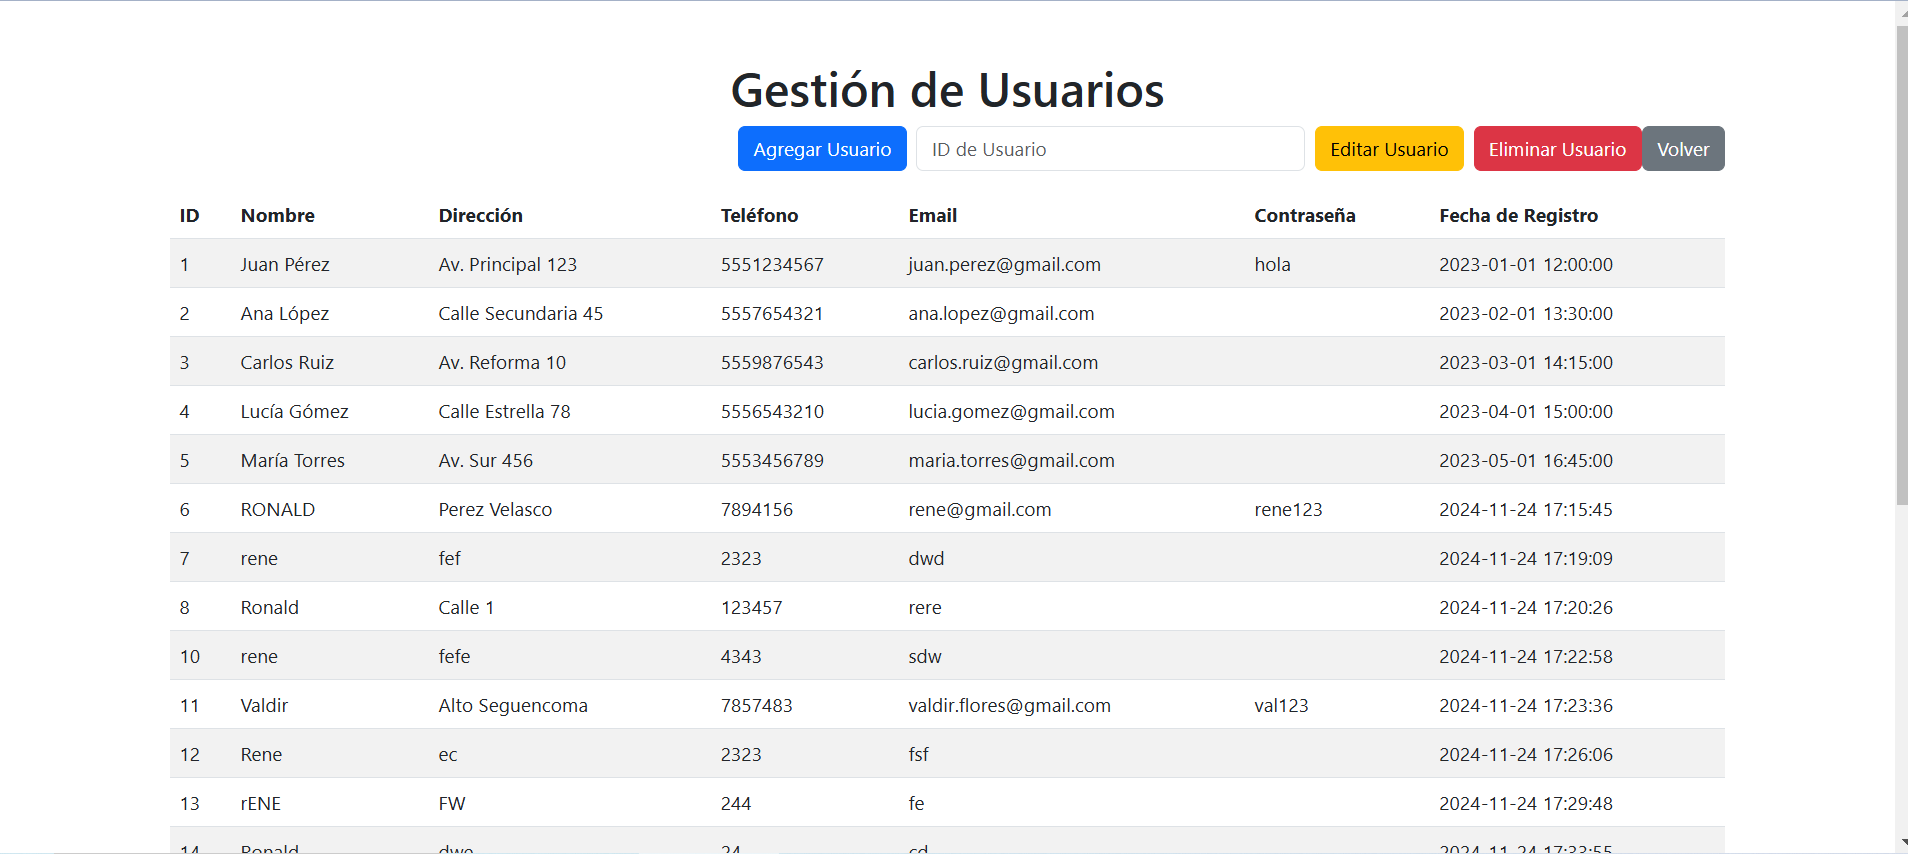 Gestión de Usuarios
Agregar Usuario ID de Usuario Editar Usuario Eliminar Usuario Volver
ID Nombre Dirección Teléfono Email Contraseña Fecha de Registro
1 Juan Pérez Av. Principal 123 5551234567 juan.perez@gmail.com hola 2023-01-01 12:00:00
2 Ana López Calle Secundaria 45 5557654321 ana.lopez@gmail.com 2023-02-01 13:30:00
3 Carlos Ruiz Av. Reforma 10 5559876543 carlos.ruiz@gmail.com 2023-03-01 14:15:00
4 Lucía Gómez Calle Estrella 78 5556543210 lucia.gomez@gmail.com 2023-04-01 15:00:00
5 María Torres Av. Sur 456 5553456789 maria.torres@gmail.com 2023-05-01 16:45:00
6 RONALD Perez Velasco 7894156 rene@gmail.com rene123 2024-11-24 17:15:45
7 rene fef 2323 dwd 2024-11-24 17:19:09
8 Ronald Calle 1 123457 rere 2024-11-24 17:20:26
10 rene fefe 4343 sdw 2024-11-24 17:22:58
11 Valdir Alto Seguencoma 7857483 valdir.flores@gmail.com val123 2024-11-24 17:23:36
12 Rene ec 2323 fsf 2024-11-24 17:26:06
13 rENE FW 244 fe 2024-11-24 17:29:48
14 Ronald dwe 24 cd 2024-11-24 17:33:55